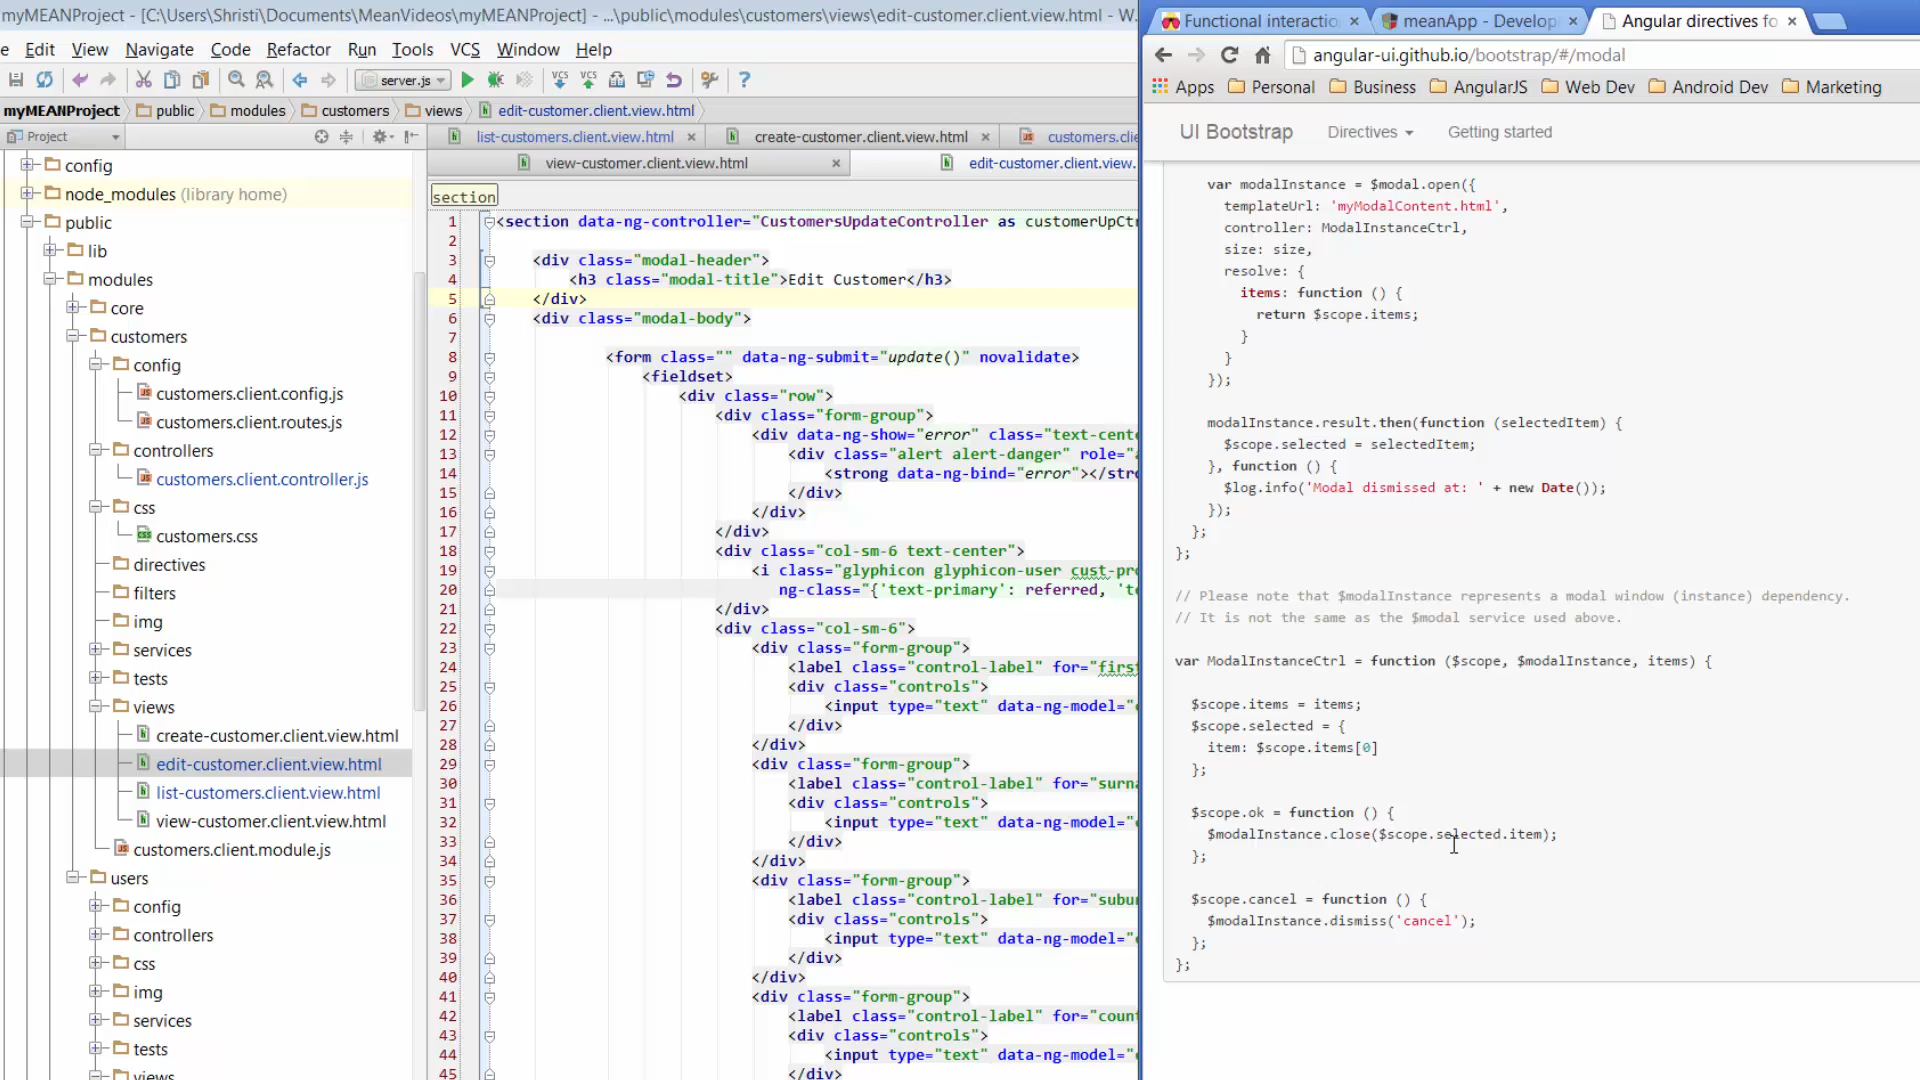 myMEANProject - [C:\Users\Shristi\Documents\MeanVideos\myMEANProject] - ...\public\modules\customers\views\edit-customer.client.view.html - W...
e Edit View Navigate Code Refactor Run Tools VCS Window Help
server.js
myMEANProject public modules customers views edit-customer.client.view.html
Project
config
node_modules (library home)
public
lib
modules
core
customers
config
customers.client.config.js
customers.client.routes.js
controllers
customers.client.controller.js
css
customers.css
directives
filters
img
services
tests
views
create-customer.client.view.html
edit-customer.client.view.html
list-customers.client.view.html
view-customer.client.view.html
customers.client.module.js
users
config
controllers
css
img
services
tests
views
list-customers.client.view.html create-customer.client.view.html customers.clie
view-customer.client.view.html edit-customer.client.view.
section
1 <section data-ng-controller="CustomersUpdateController as customerUpCt
2
3 <div class="modal-header">
4 <h3 class="modal-title">Edit Customer</h3>
5 </div>
6 <div class="modal-body">
7
8 <form class="" data-ng-submit="update()" novalidate>
9 <fieldset>
10 <div class="row">
11 <div class="form-group">
12 <div data-ng-show="error" class="text-cente
13 <div class="alert alert-danger" role="a
14 <strong data-ng-bind="error"></stro
15 </div>
16 </div>
17 </div>
18 <div class="col-sm-6 text-center">
19 <i class="glyphicon glyphicon-user cust-pro
20 ng-class="{'text-primary': referred, 'te
21 </div>
22 <div class="col-sm-6">
23 <div class="form-group">
24 <label class="control-label" for="first
25 <div class="controls">
26 <input type="text" data-ng-model="c
27 </div>
28 </div>
29 <div class="form-group">
30 <label class="control-label" for="surna
31 <div class="controls">
32 <input type="text" data-ng-model="c
33 </div>
34 </div>
35 <div class="form-group">
36 <label class="control-label" for="subur
37 <div class="controls">
38 <input type="text" data-ng-model="c
39 </div>
40 </div>
41 <div class="form-group">
42 <label class="control-label" for="count
43 <div class="controls">
44 <input type="text" data-ng-model="c
45 </div>
Functional interactio meanApp - Develop Angular directives fo
angular-ui.github.io/bootstrap/#/modal
Apps Personal Business AngularJS Web Dev Android Dev Marketing
UI Bootstrap Directives Getting started
var modalInstance = $modal.open({
templateUrl: 'myModalContent.html',
controller: ModalInstanceCtrl,
size: size,
resolve: {
items: function () {
return $scope.items;
}
}
});
modalInstance.result.then(function (selectedItem) {
$scope.selected = selectedItem;
}, function () {
$log.info('Modal dismissed at: ' + new Date());
});
};
};
// Please note that $modalInstance represents a modal window (instance) dependency.
// It is not the same as the $modal service used above.
var ModalInstanceCtrl = function ($scope, $modalInstance, items) {
$scope.items = items;
$scope.selected = {
item: $scope.items[0]
};
$scope.ok = function () {
$modalInstance.close($scope.selected.item);
};
$scope.cancel = function () {
$modalInstance.dismiss('cancel');
};
};